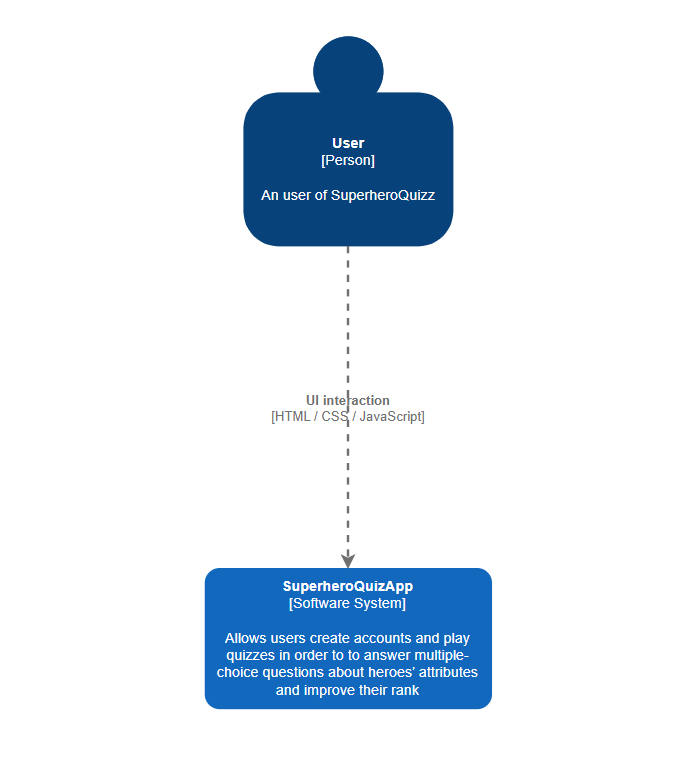 User
[Person]
An user of SuperheroQuizz
UI interaction
[HTML / CSS / JavaScript]
SuperheroQuizApp
[Software System]
Allows users create accounts and play
quizzes in order to to answer multiple-
choice questions about heroes' attributes
and improve their rank